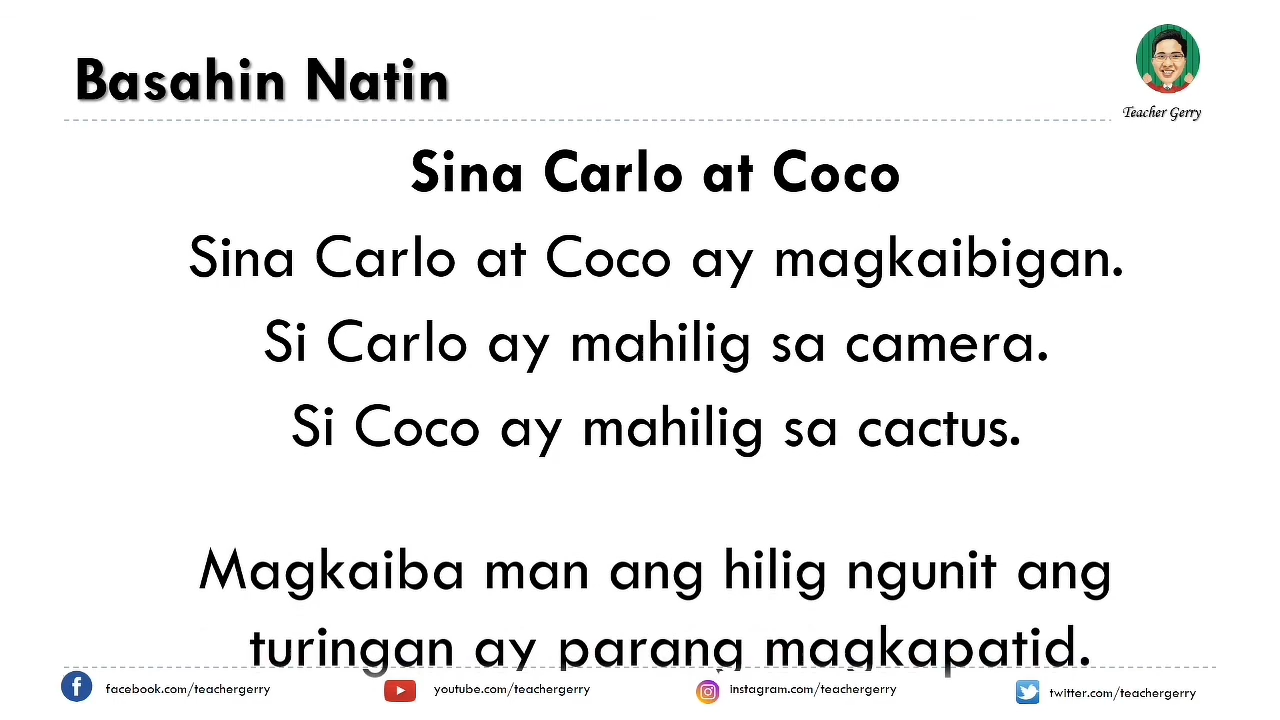 Basahin Natin
Teacher Gerry
Sina Carlo at Coco
Sina Carlo at Coco ay magkaibigan.
Si Carlo ay mahilig sa camera.
Si Coco ay mahilig sa cactus.
Magkaiba man ang hilig ngunit ang
turingan ay parang magkapatid.
facebook.com/teachergerry
youtube.com/teachergerry
instagram.com/teachergerry
twitter.com/teachergerry